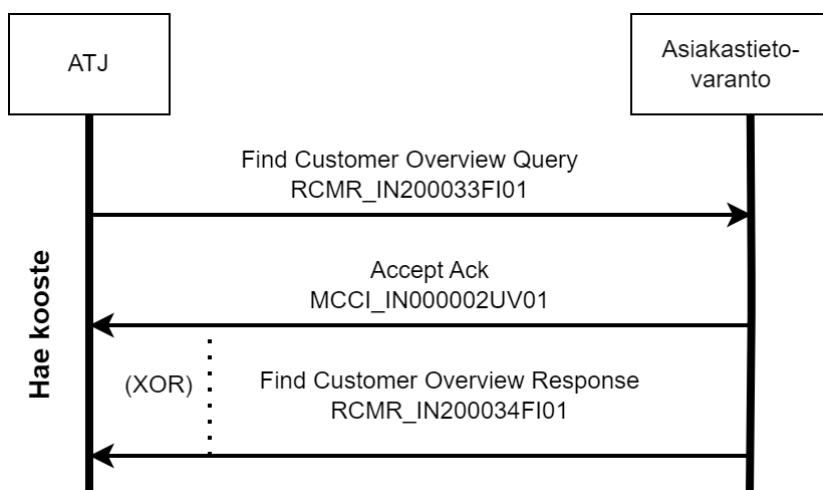 ATJ
Asiakastieto-
varanto
Find Customer Overview Query
RCMR_IN200033FI01
Accept Ack
MCCI_IN000002UV01
Hae kooste
(XOR)
Find Customer Overview Response
RCMR_IN200034FI01